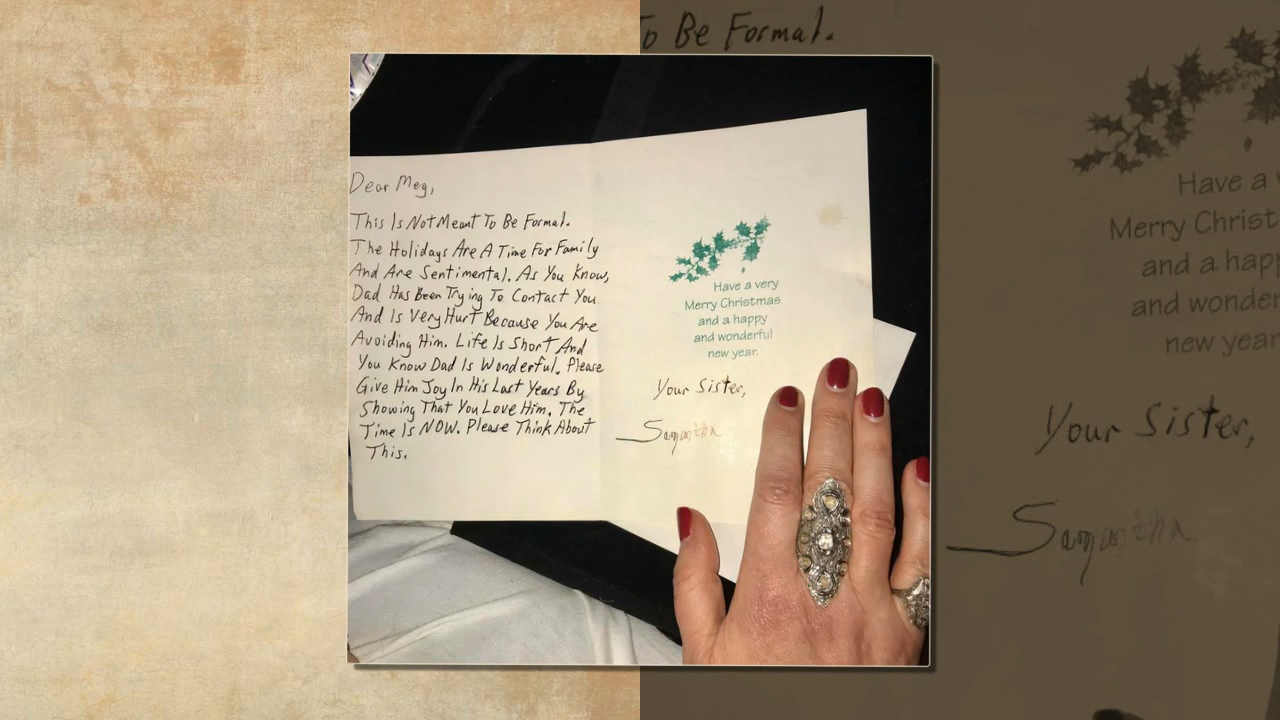 To Be Formal.
Dear Meg,
This Is Not Meant To Be Formal.
The Holidays Are A Time For Family
And Are Sentimental. As You Know,
Dad Has Been Trying To Contact You
And Is Very Hurt Because You Are
Avoiding Him. Life Is Short And
You Know Dad Is Wonderful. Please
Give Him Joy In His Last Years By
Showing That You Love Him. The
Time Is NOW. Please Think About
This.
Have a very
Merry Christmas
and a happy
and wonderful
new year.
Your Sister,
Samantha
Have a v
Merry Christ
and a happ
and wonder
new year
Your Sister,
Samantha